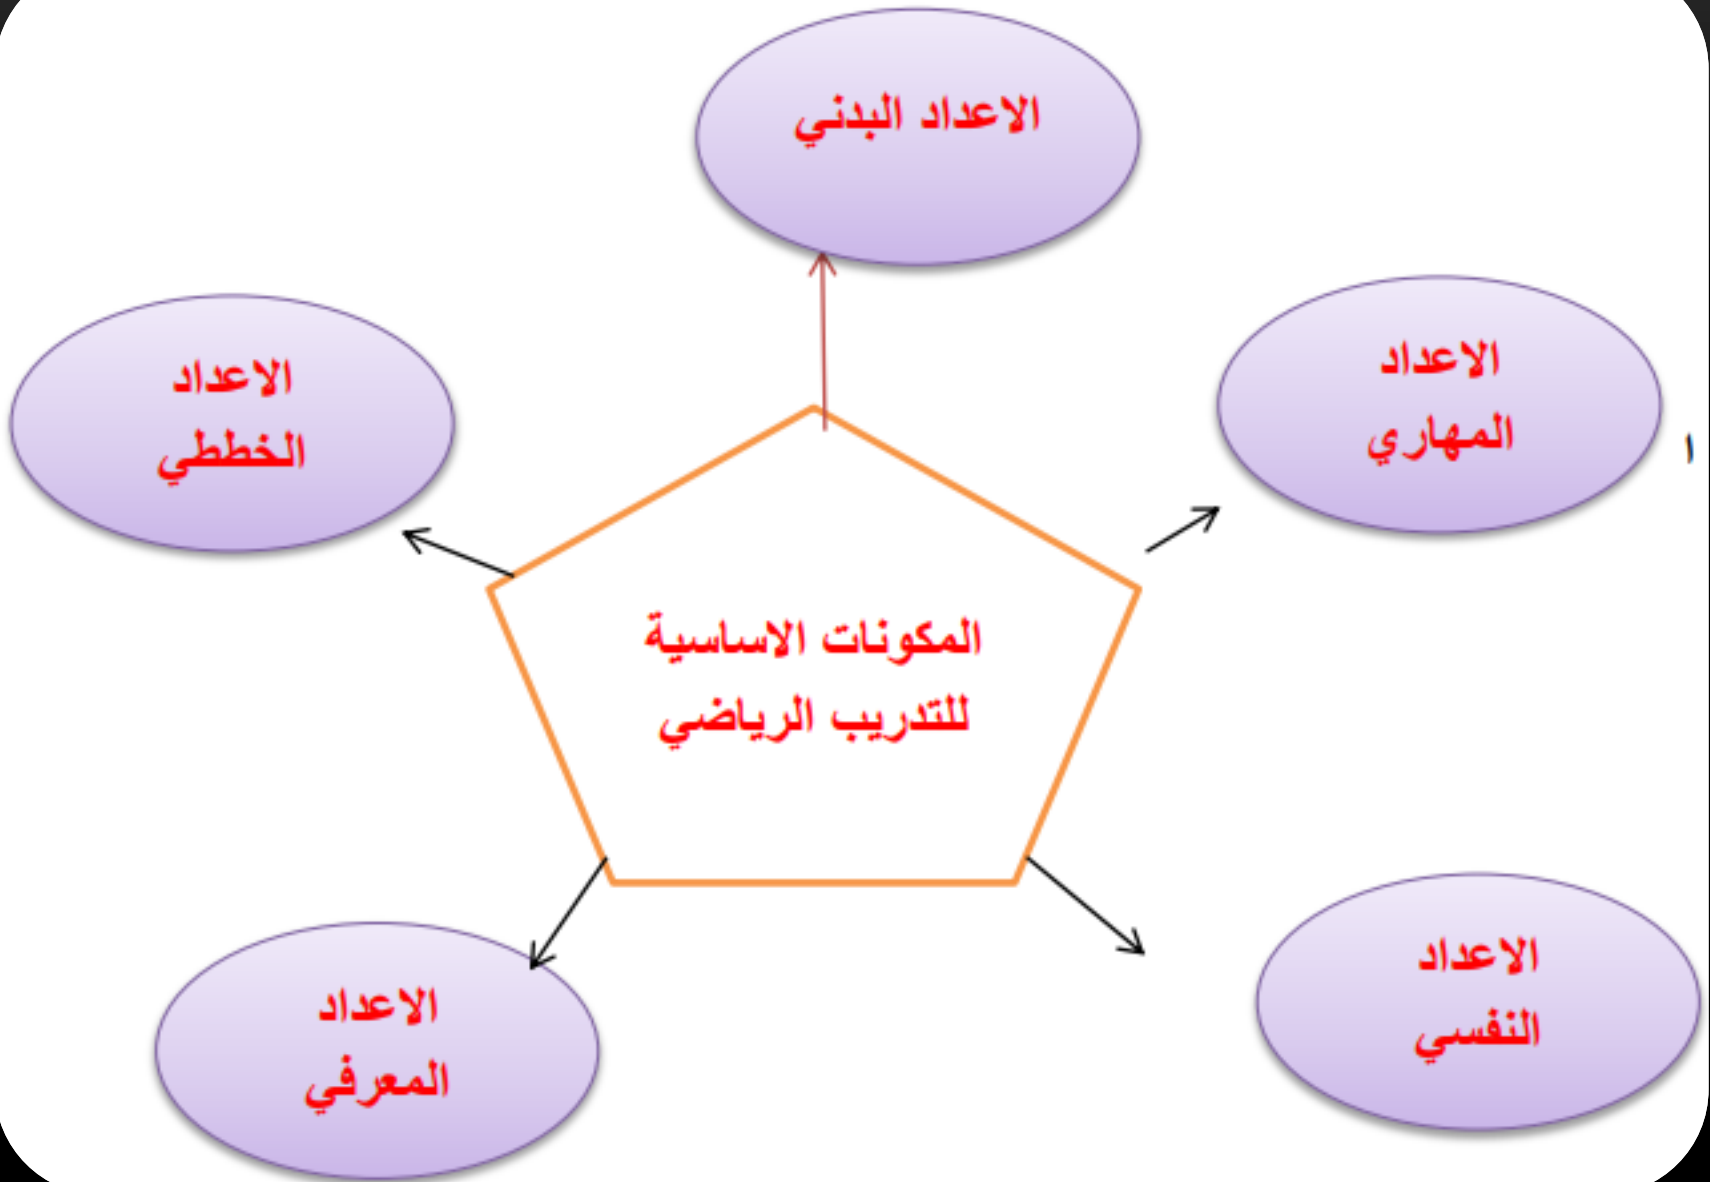 الاعداد البدني
الاعداد
المهاري
ا
الاعداد
الخططي
المكونات الاساسية
للتدريب الرياضي
الاعداد
النفسي
الاعداد
المعرفي